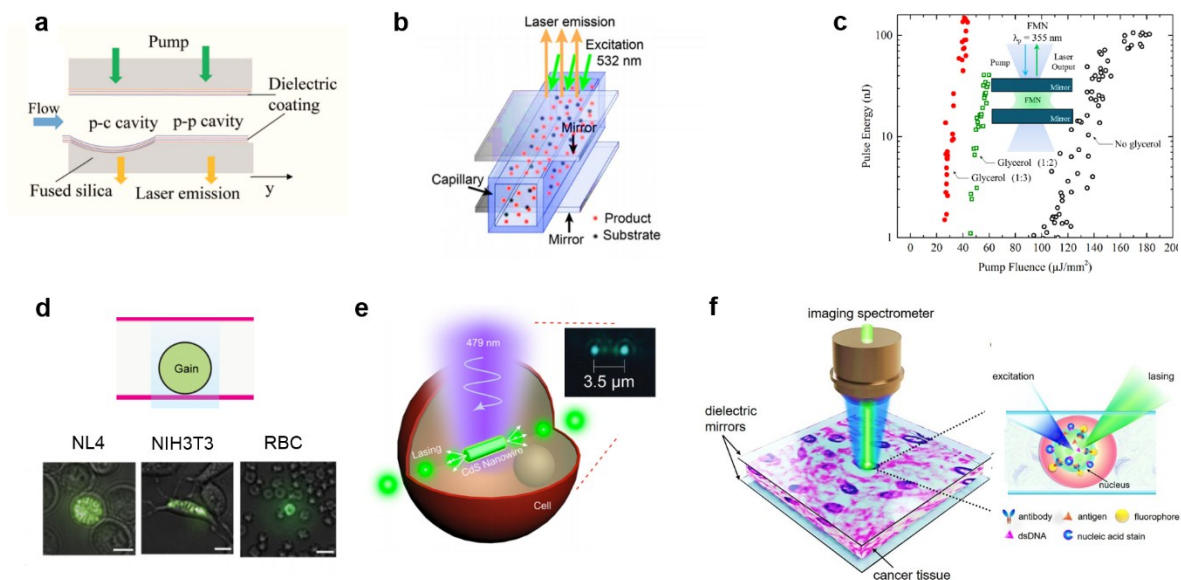 a
Pump
Dielectric
coating
Flow
p-c cavity
p-p cavity
Fused silica
Laser emission
y
b
Laser emission
Excitation
532 nm
Mirror
Capillary
Product
Substrate
Mirror
c
Pulse Energy (nJ)
100
10
1
FMN
λp = 355 nm
Pump
Laser
Output
Mirror
FMN
Mirror
No glycerol
Glycerol (1:2)
Glycerol (1:3)
0 20 40 60 80 100 120 140 160 180 200
Pump Fluence (µJ/mm²)
d
Gain
NL4
NIH3T3
RBC
e
479 nm
3.5 µm
Lasing
CdS Nanowire
Cell
f
imaging spectrometer
dielectric
mirrors
cancer tissue
excitation
lasing
nucleus
antibody
antigen
fluorophore
dsDNA
nucleic acid stain